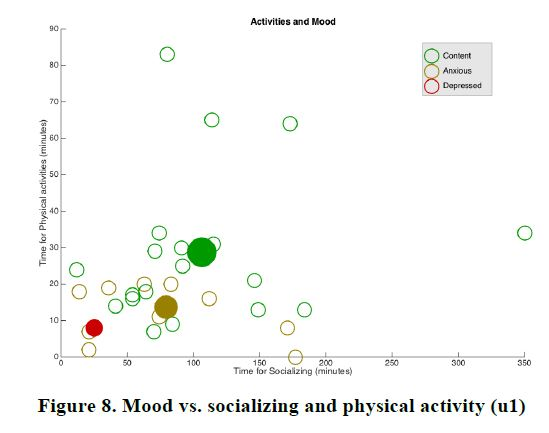 Activities and Mood
90
80
70
60
50
40
30
20
10
0
Time for Physical activities (minutes)
Content
Anxious
Depressed
0 50 100 150 200 250 300 350
Time for Socializing (minutes)
Figure 8. Mood vs. socializing and physical activity (u1)